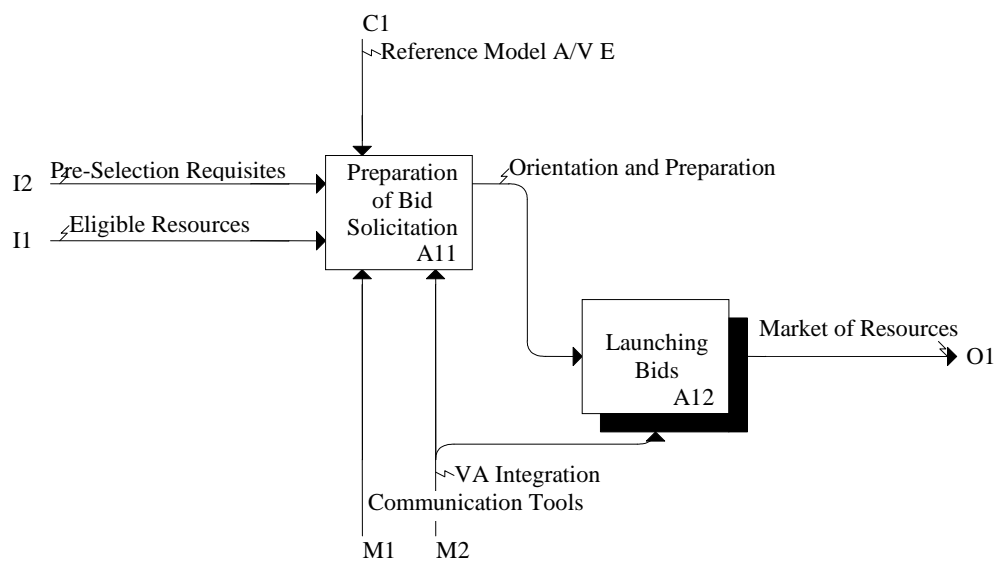 C1
Reference Model A/V E
I2
Pre-Selection Requisites
I1
Eligible Resources
Preparation
of Bid
Solicitation
A11
Orientation and Preparation
Launching
Bids
A12
Market of Resources
O1
VA Integration
Communication Tools
M1
M2